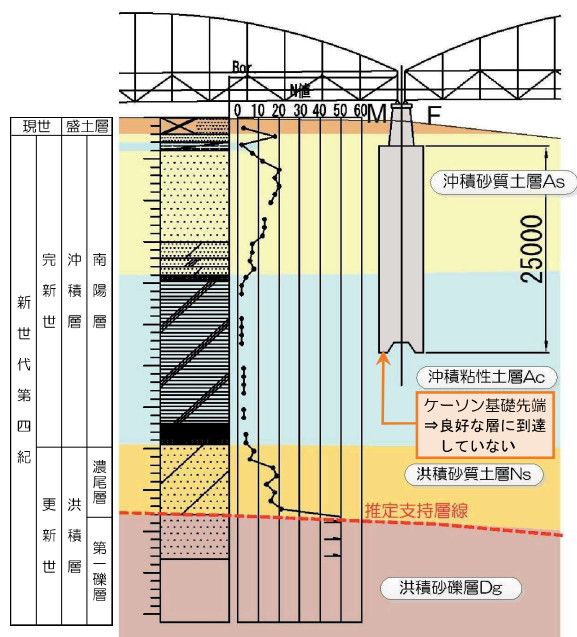 Bor
N値
0 10 20 30 40 50 60
M F
現世 盛土層
新世代第四紀
完新世
沖積層
南陽層
更新世
洪積層
濃尾層
第一礫層
沖積砂質土層As
25000
沖積粘性土層Ac
ケーソン基礎先端
⇒良好な層に到達
していない
洪積砂質土層Ns
推定支持層線
洪積砂礫層Dg